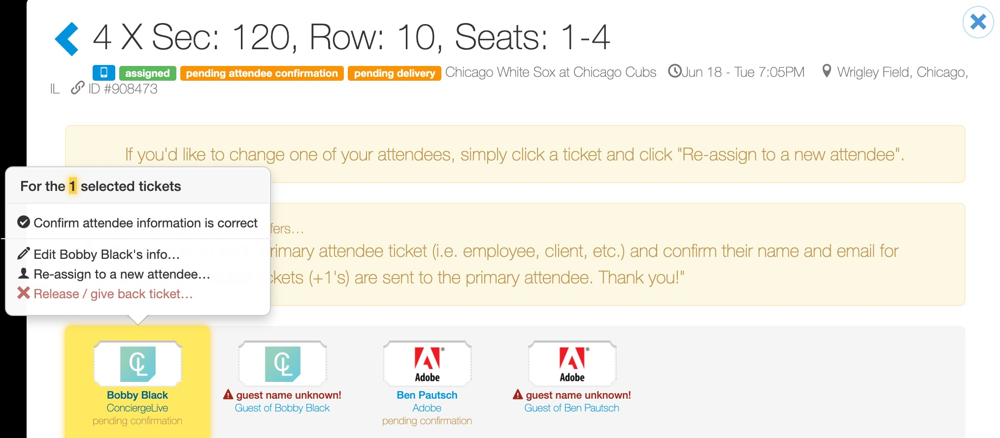 4 X Sec: 120, Row: 10, Seats: 1-4
assigned pending attendee confirmation pending delivery Chicago White Sox at Chicago Cubs Jun 18 - Tue 7:05PM Wrigley Field, Chicago,
IL ID #908473
If you'd like to change one of your attendees, simply click a ticket and click "Re-assign to a new attendee".
For the 1 selected tickets
Confirm attendee information is correct
Edit Bobby Black's info...
Re-assign to a new attendee...
Release / give back ticket...
fers...
rimary attendee ticket (i.e. employee, client, etc.) and confirm their name and email for
ckets (+1's) are sent to the primary attendee. Thank you!"
CL
Bobby Black
ConciergeLive
pending confirmation
CL
guest name unknown!
Guest of Bobby Black
Adobe
Ben Pautsch
Adobe
pending confirmation
Adobe
guest name unknown!
Guest of Ben Pautsch